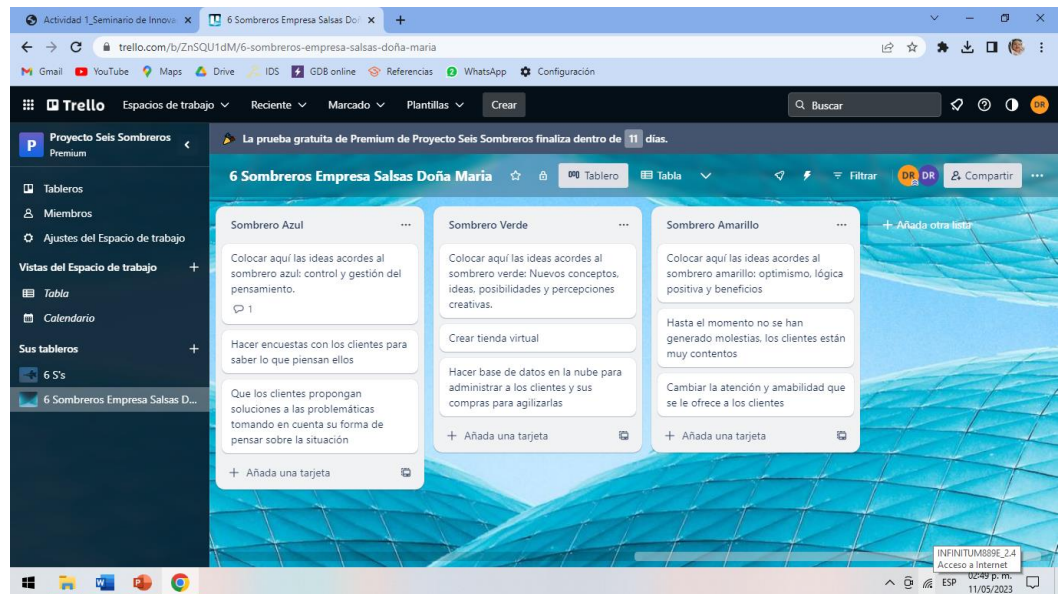 Actividad 1_Seminario de Innova
6 Sombreros Empresa Salsas Doñ
trello.com/b/ZnSQU1dM/6-sombreros-empresa-salsas-doña-maria
Gmail YouTube Maps Drive IDS GDB online Referencias WhatsApp Configuración
Trello Espacios de trabajo Reciente Marcado Plantillas Crear Buscar DR
P Proyecto Seis Sombreros
Premium
La prueba gratuita de Premium de Proyecto Seis Sombreros finaliza dentro de 11 días.
6 Sombreros Empresa Salsas Doña Maria Tablero Tabla Filtrar DR DR Compartir
Tableros
Miembros
Ajustes del Espacio de trabajo
Vistas del Espacio de trabajo
Tabla
Calendario
Sus tableros
6 S's
6 Sombreros Empresa Salsas D...
Sombrero Azul
Colocar aquí las ideas acordes al
sombrero azul: control y gestión del
pensamiento.
1
Hacer encuestas con los clientes para
saber lo que piensan ellos
Que los clientes propongan
soluciones a las problemáticas
tomando en cuenta su forma de
pensar sobre la situación
+ Añada una tarjeta
Sombrero Verde
Colocar aquí las ideas acordes al
sombrero verde: Nuevos conceptos,
ideas, posibilidades y percepciones
creativas.
Crear tienda virtual
Hacer base de datos en la nube para
administrar a los clientes y sus
compras para agilizarlas
+ Añada una tarjeta
Sombrero Amarillo
Colocar aquí las ideas acordes al
sombrero amarillo: optimismo, lógica
positiva y beneficios
Hasta el momento no se han
generado molestias, los clientes están
muy contentos
Cambiar la atención y amabilidad que
se le ofrece a los clientes
+ Añada una tarjeta
+ Añada otra lista
INFINITUM889E_2.4
Acceso a Internet
ESP
02:49 p. m.
11/05/2023